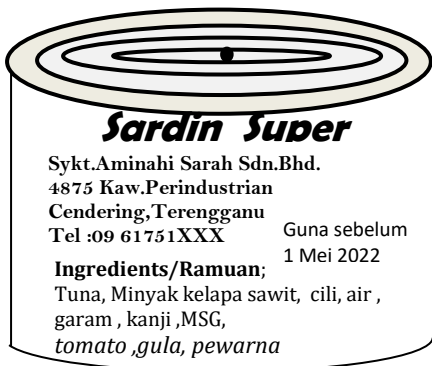 Sardin Super
Sykt.Aminahi Sarah Sdn.Bhd.
4875 Kaw.Perindustrian
Cendering,Terengganu
Tel :09 61751XXX
Guna sebelum
1 Mei 2022
Ingredients/Ramuan;
Tuna, Minyak kelapa sawit, cili, air ,
garam , kanji ,MSG,
tomato ,gula, pewarna